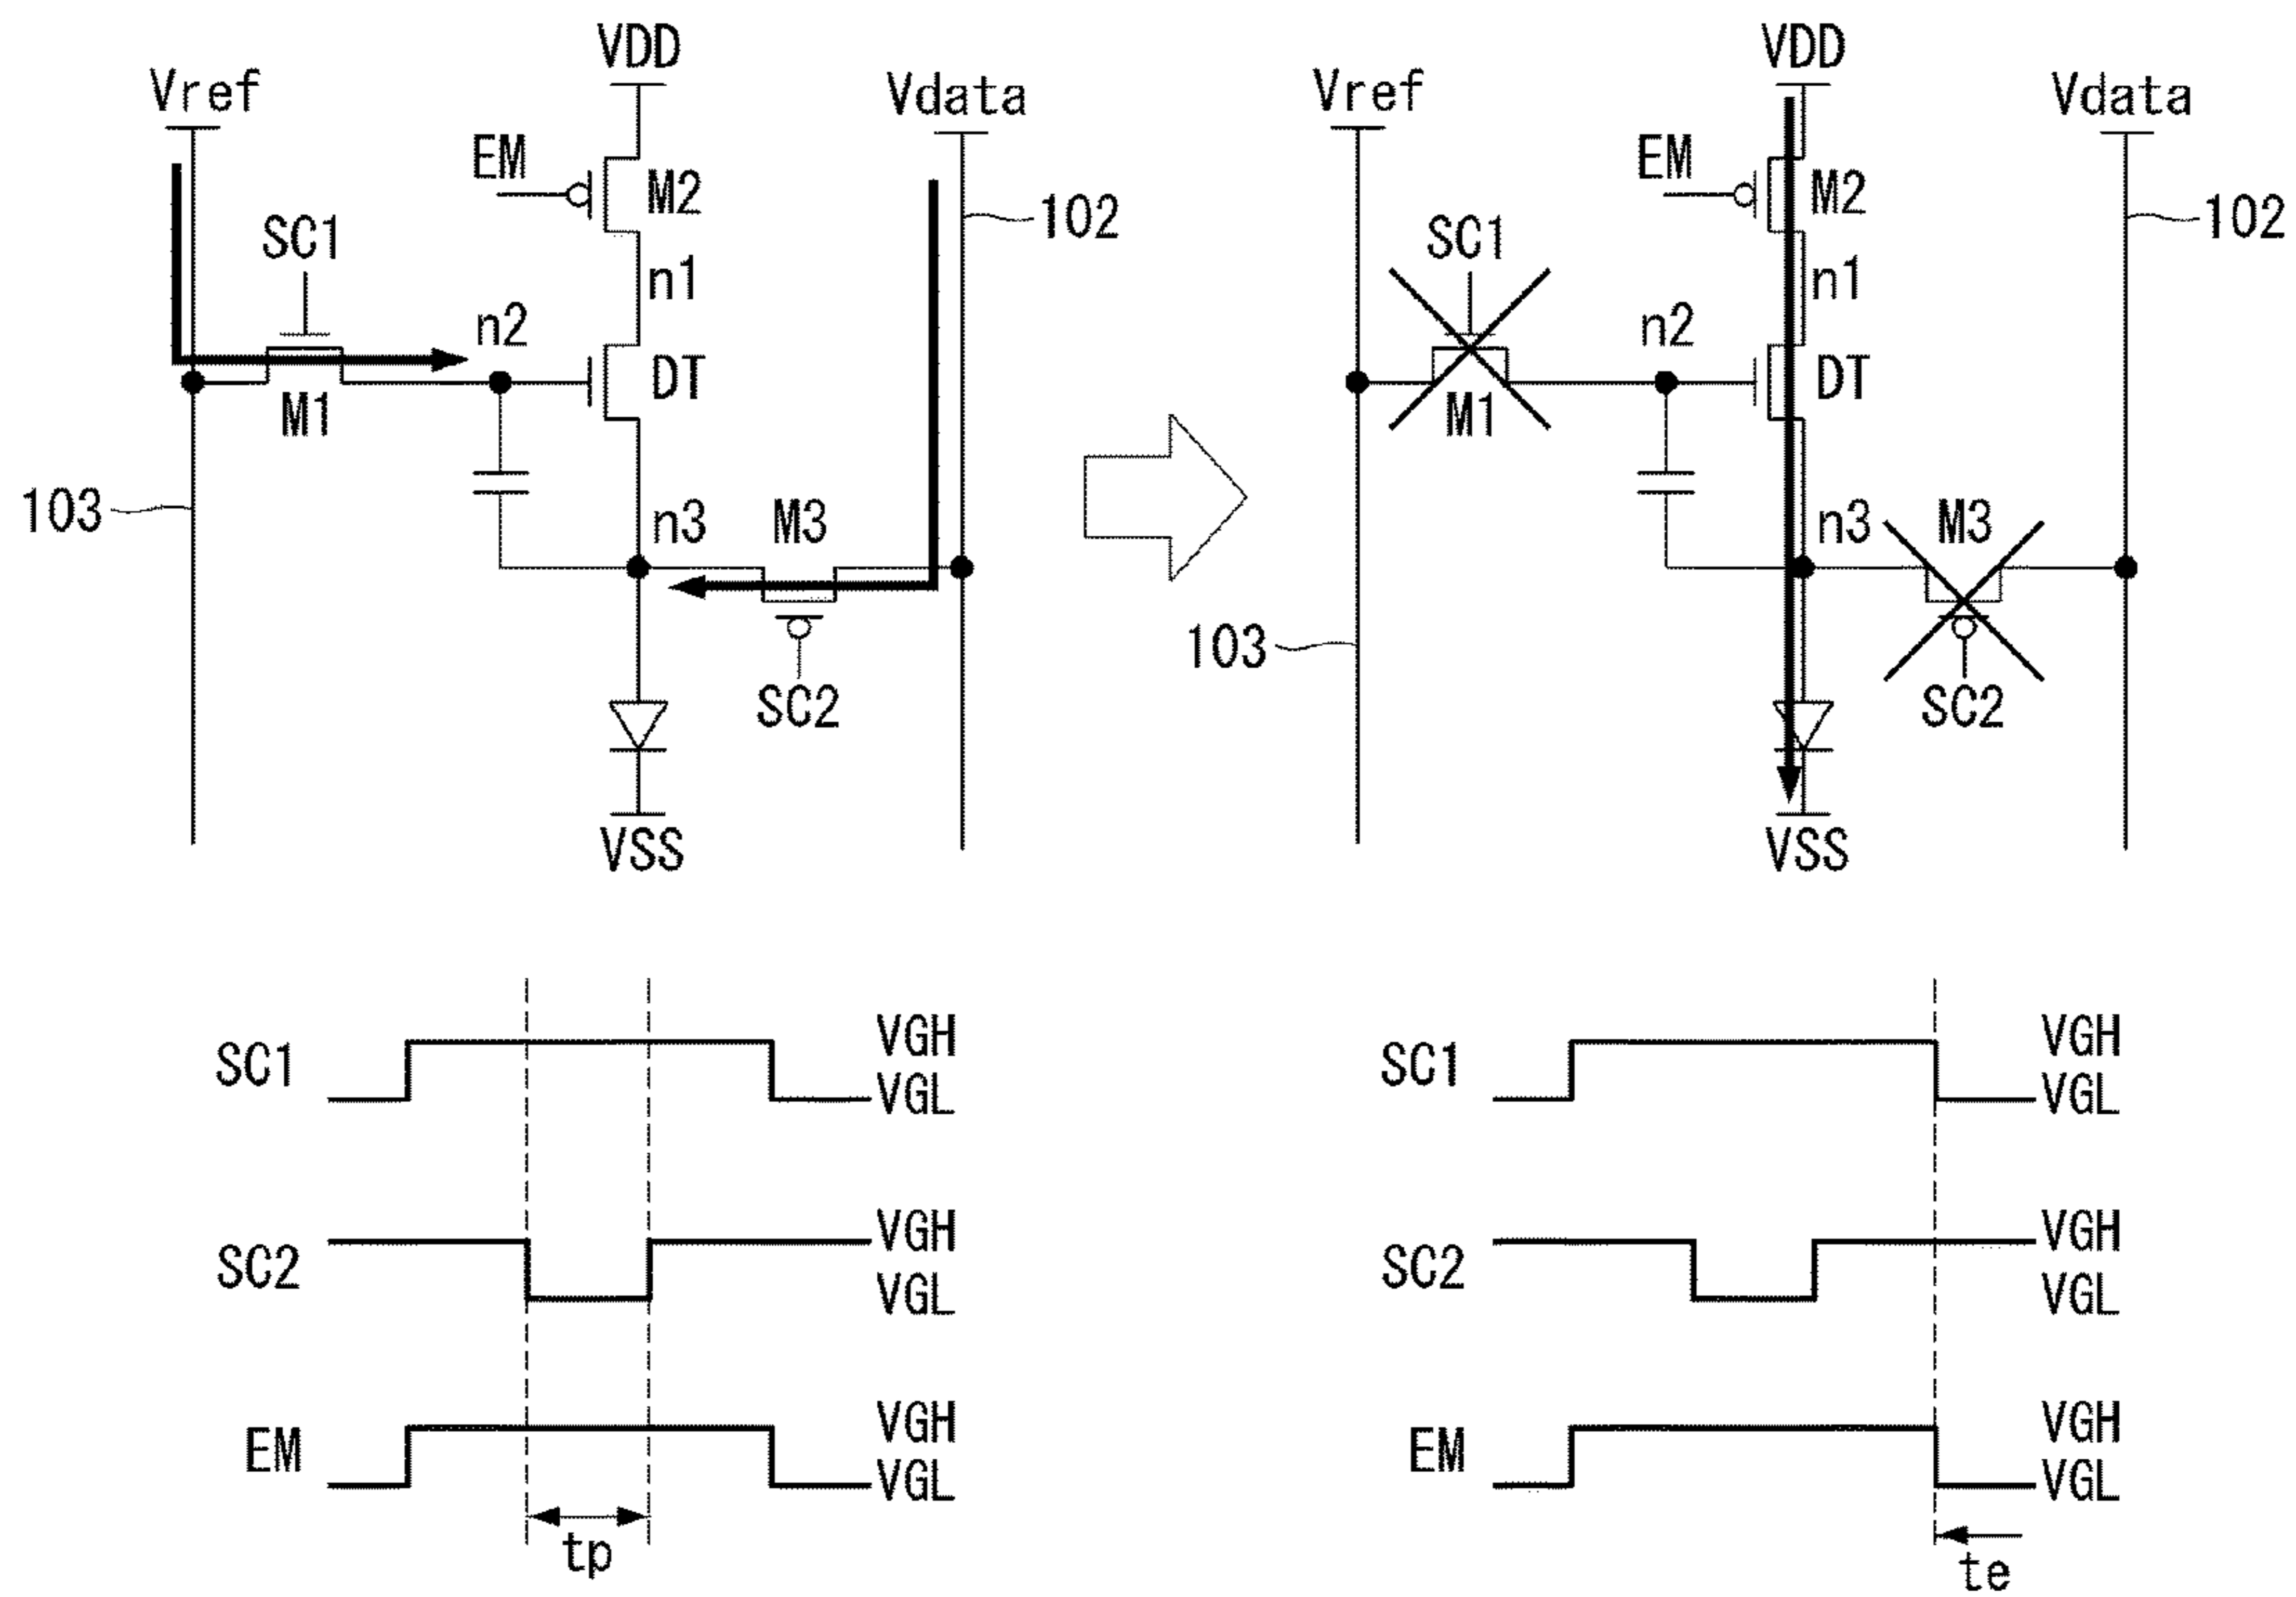 VDD
Vref
Vdata
EM
M2
102
SC1
n1
n2
DT
M1
103
n3
M3
SC2
VSS
VDD
Vref
Vdata
EM
M2
102
SC1
n1
n2
DT
M1
n3
M3
103
SC2
VSS
SC1
VGH
VGL
SC2
VGH
VGL
EM
VGH
VGL
tp
SC1
VGH
VGL
SC2
VGH
VGL
EM
VGH
VGL
te